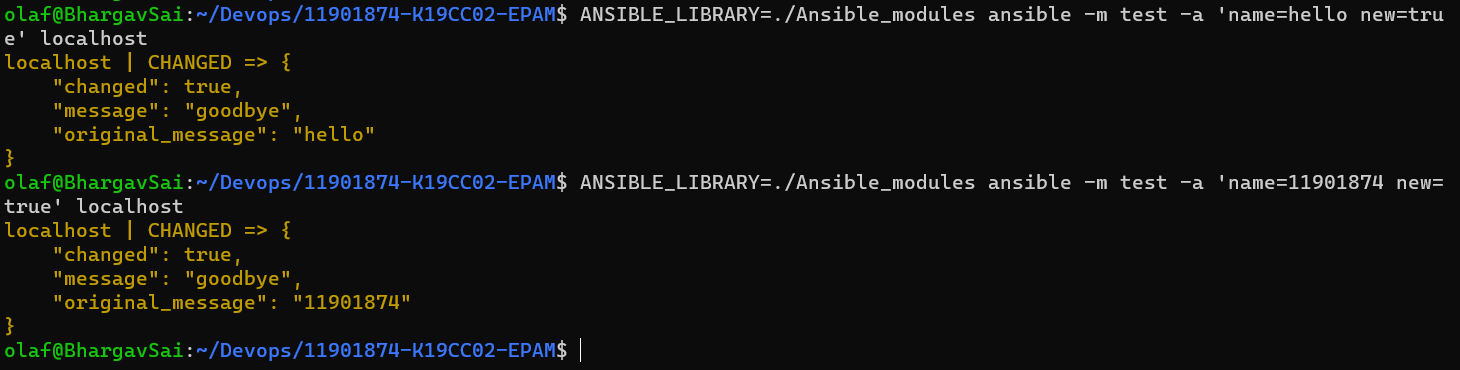 olaf@BhargavSai:~/Devops/11901874-K19CC02-EPAM$ ANSIBLE_LIBRARY=./Ansible_modules ansible -m test -a 'name=hello new=tru
e' localhost
localhost | CHANGED => {
    "changed": true,
    "message": "goodbye",
    "original_message": "hello"
}
olaf@BhargavSai:~/Devops/11901874-K19CC02-EPAM$ ANSIBLE_LIBRARY=./Ansible_modules ansible -m test -a 'name=11901874 new=
true' localhost
localhost | CHANGED => {
    "changed": true,
    "message": "goodbye",
    "original_message": "11901874"
}
olaf@BhargavSai:~/Devops/11901874-K19CC02-EPAM$